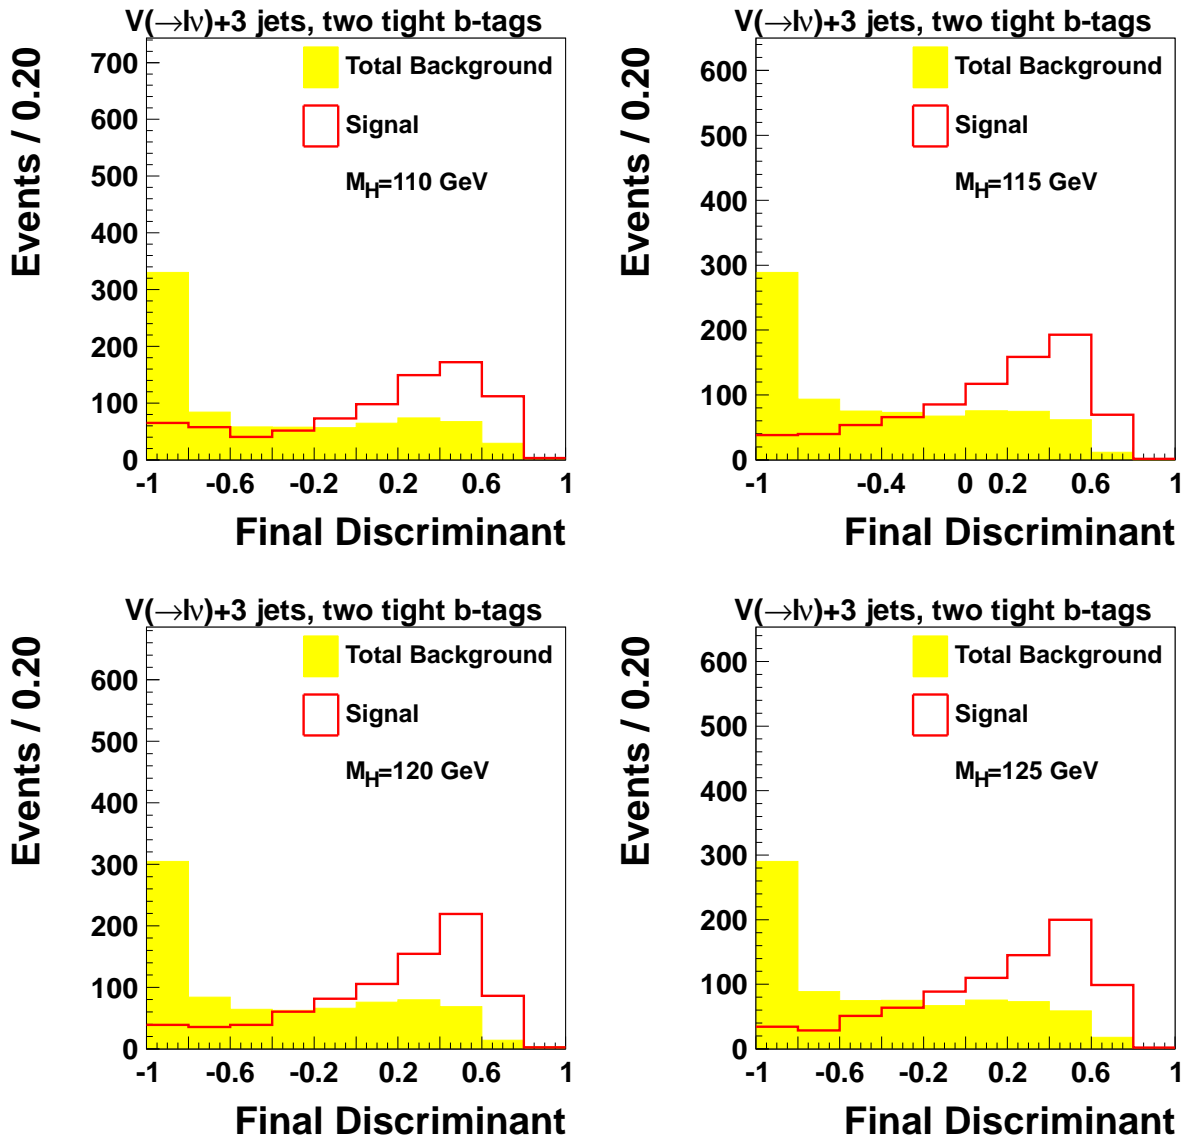 V(→lν)+3 jets, two tight b-tags
Events / 0.20
700
600
500
400
300
200
100
0
Total Background
Signal
M_H=110 GeV
-1 -0.6 -0.2 0.2 0.6 1
Final Discriminant
V(→lν)+3 jets, two tight b-tags
Events / 0.20
600
500
400
300
200
100
0
Total Background
Signal
M_H=115 GeV
-1 -0.4 0 0.2 0.6 1
Final Discriminant
V(→lν)+3 jets, two tight b-tags
Events / 0.20
600
500
400
300
200
100
0
Total Background
Signal
M_H=120 GeV
-1 -0.6 -0.2 0.2 0.6 1
Final Discriminant
V(→lν)+3 jets, two tight b-tags
Events / 0.20
600
500
400
300
200
100
0
Total Background
Signal
M_H=125 GeV
-1 -0.6 -0.2 0.2 0.6 1
Final Discriminant